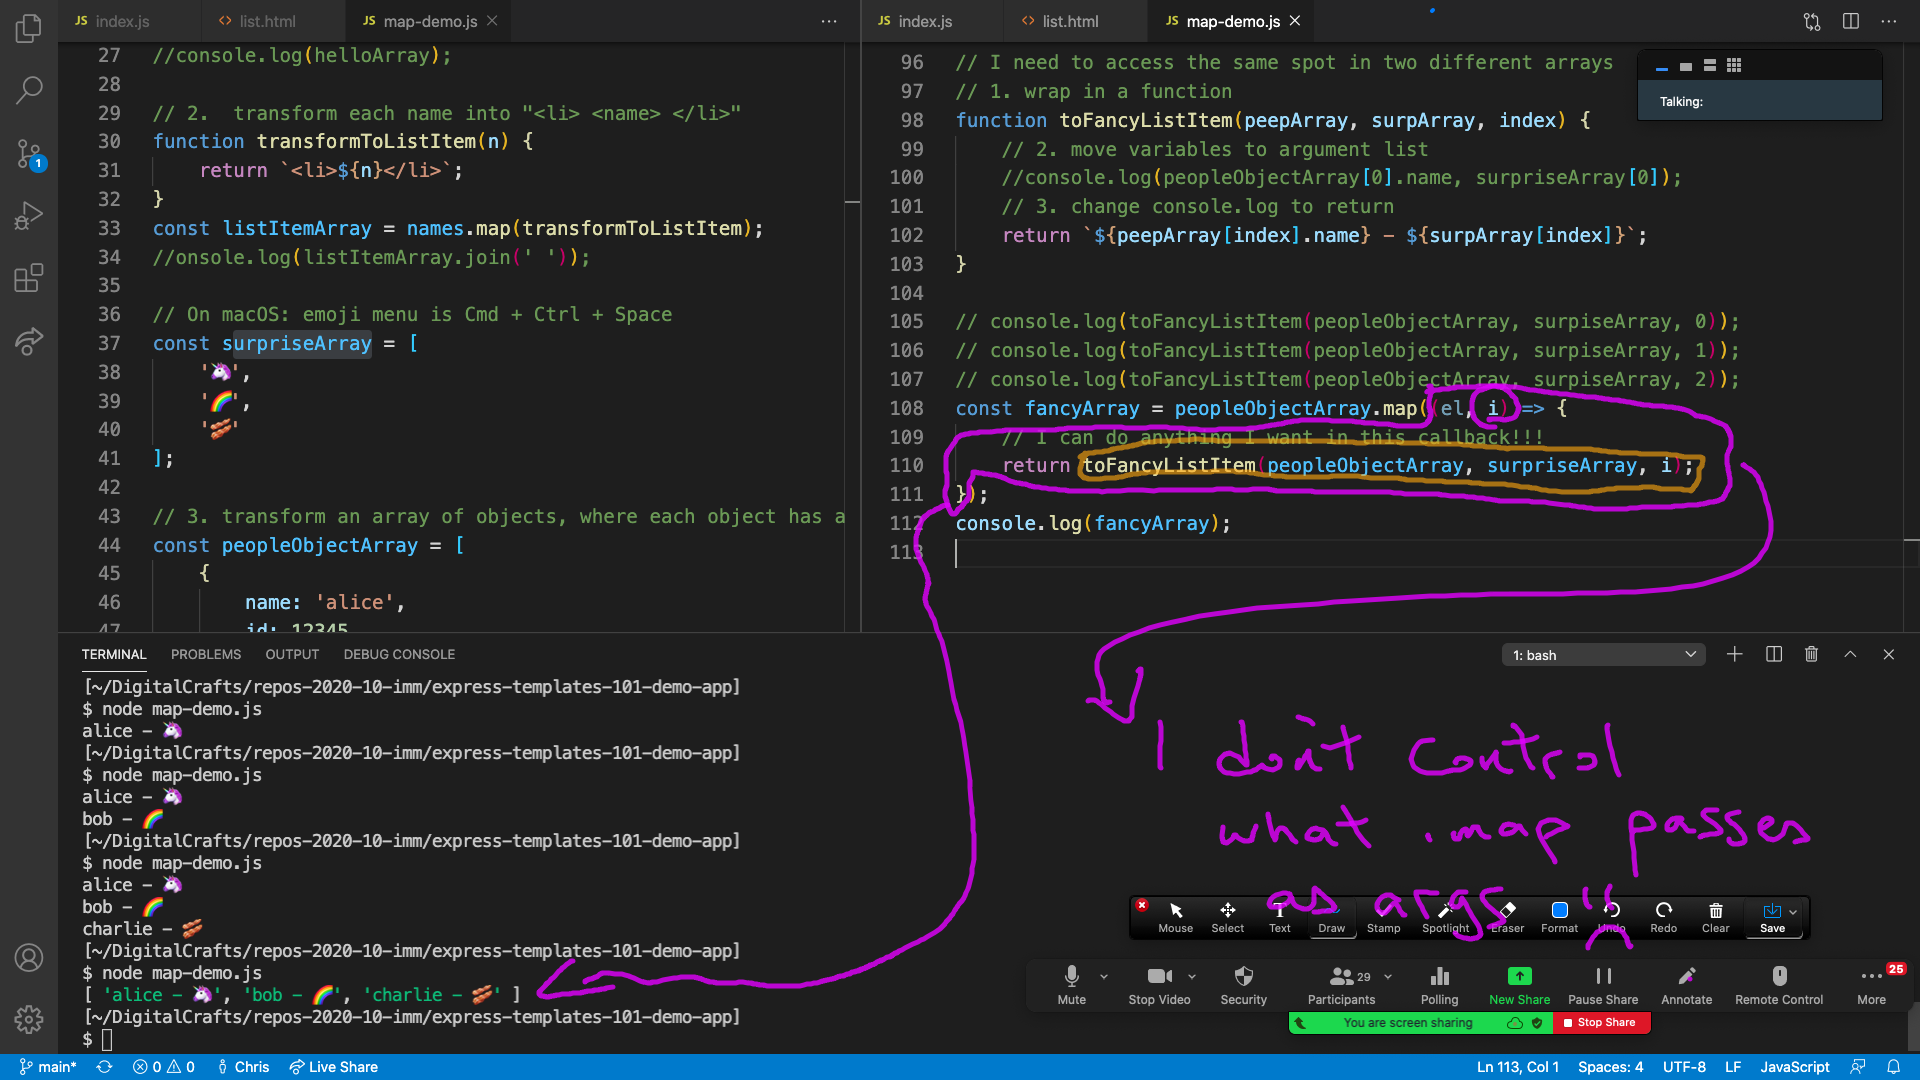 JS index.js
<> list.html
JS map-demo.js
27 //console.log(helloArray);
28
29 // 2.  transform each name into "<li> <name> </li>"
30 function transformToListItem(n) {
31     return `<li>${n}</li>`;
32 }
33 const listItemArray = names.map(transformToListItem);
34 //onsole.log(listItemArray.join(' '));
35
36 // On macOS: emoji menu is Cmd + Ctrl + Space
37 const surpriseArray = [
38     '🦄',
39     '🌈',
40     '🥓'
41 ];
42
43 // 3. transform an array of objects, where each object has a
44 const peopleObjectArray = [
45     {
46         name: 'alice',
47         id: 12345
JS index.js
<> list.html
JS map-demo.js
96 // I need to access the same spot in two different arrays
97 // 1. wrap in a function
98 function toFancyListItem(peepArray, surpArray, index) {
99     // 2. move variables to argument list
100     //console.log(peopleObjectArray[0].name, surpriseArray[0]);
101     // 3. change console.log to return
102     return `${peepArray[index].name} - ${surpArray[index]}`;
103 }
104
105 // console.log(toFancyListItem(peopleObjectArray, surpiseArray, 0));
106 // console.log(toFancyListItem(peopleObjectArray, surpiseArray, 1));
107 // console.log(toFancyListItem(peopleObjectArray, surpiseArray, 2));
108 const fancyArray = peopleObjectArray.map((el, i) => {
109     // I can do anything I want in this callback!!!
110     return toFancyListItem(peopleObjectArray, surpriseArray, i);
111 });
112 console.log(fancyArray);
113
Talking:
TERMINAL PROBLEMS OUTPUT DEBUG CONSOLE
1: bash
[~/DigitalCrafts/repos-2020-10-imm/express-templates-101-demo-app]
$ node map-demo.js
alice - 🦄
[~/DigitalCrafts/repos-2020-10-imm/express-templates-101-demo-app]
$ node map-demo.js
alice - 🦄
bob - 🌈
[~/DigitalCrafts/repos-2020-10-imm/express-templates-101-demo-app]
$ node map-demo.js
alice - 🦄
bob - 🌈
charlie - 🥓
[~/DigitalCrafts/repos-2020-10-imm/express-templates-101-demo-app]
$ node map-demo.js
[ 'alice - 🦄', 'bob - 🌈', 'charlie - 🥓' ]
[~/DigitalCrafts/repos-2020-10-imm/express-templates-101-demo-app]
$
I don't control
what .map passes
as args
Mouse Select Text Draw Stamp Spotlight Eraser Format Undo Redo Clear Save
29
25
Mute Stop Video Security Participants Polling New Share Pause Share Annotate Remote Control More
You are screen sharing
Stop Share
1
main* 0 0 Chris Live Share
Ln 113, Col 1 Spaces: 4 UTF-8 LF JavaScript